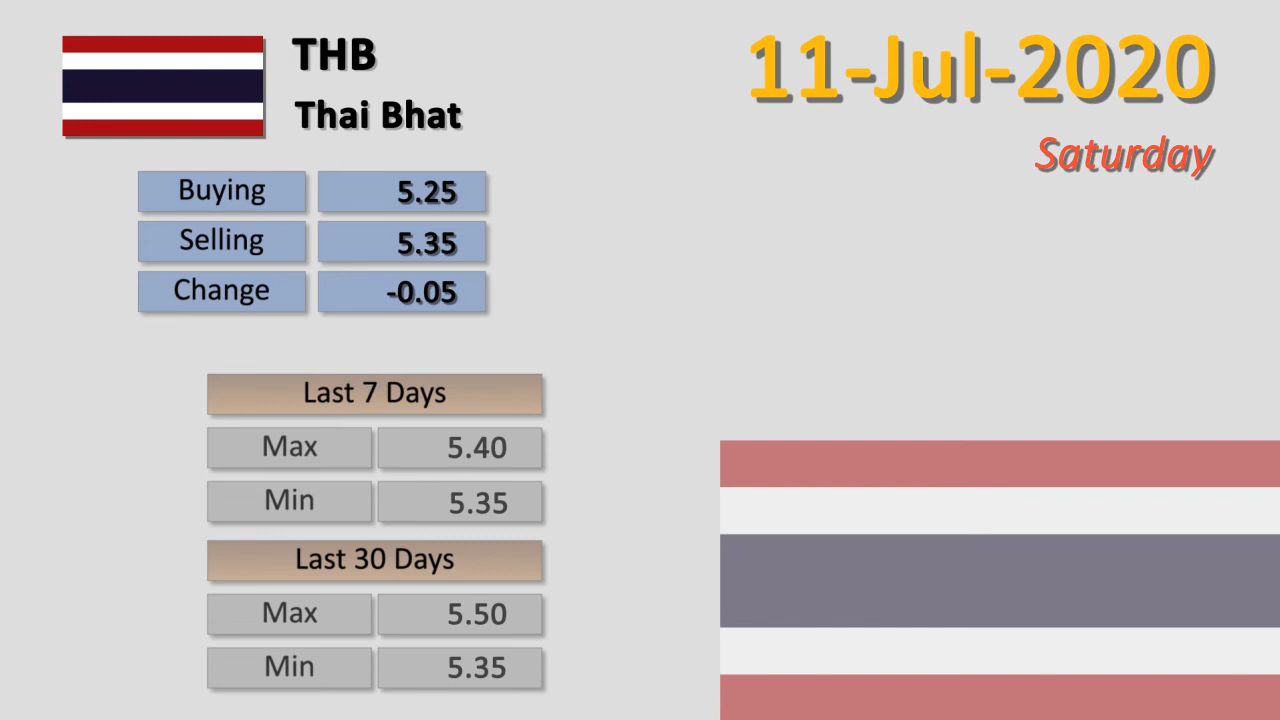 THB
Thai Bhat
11-Jul-2020
Saturday
Buying 5.25
Selling 5.35
Change -0.05
Last 7 Days
Max 5.40
Min 5.35
Last 30 Days
Max 5.50
Min 5.35